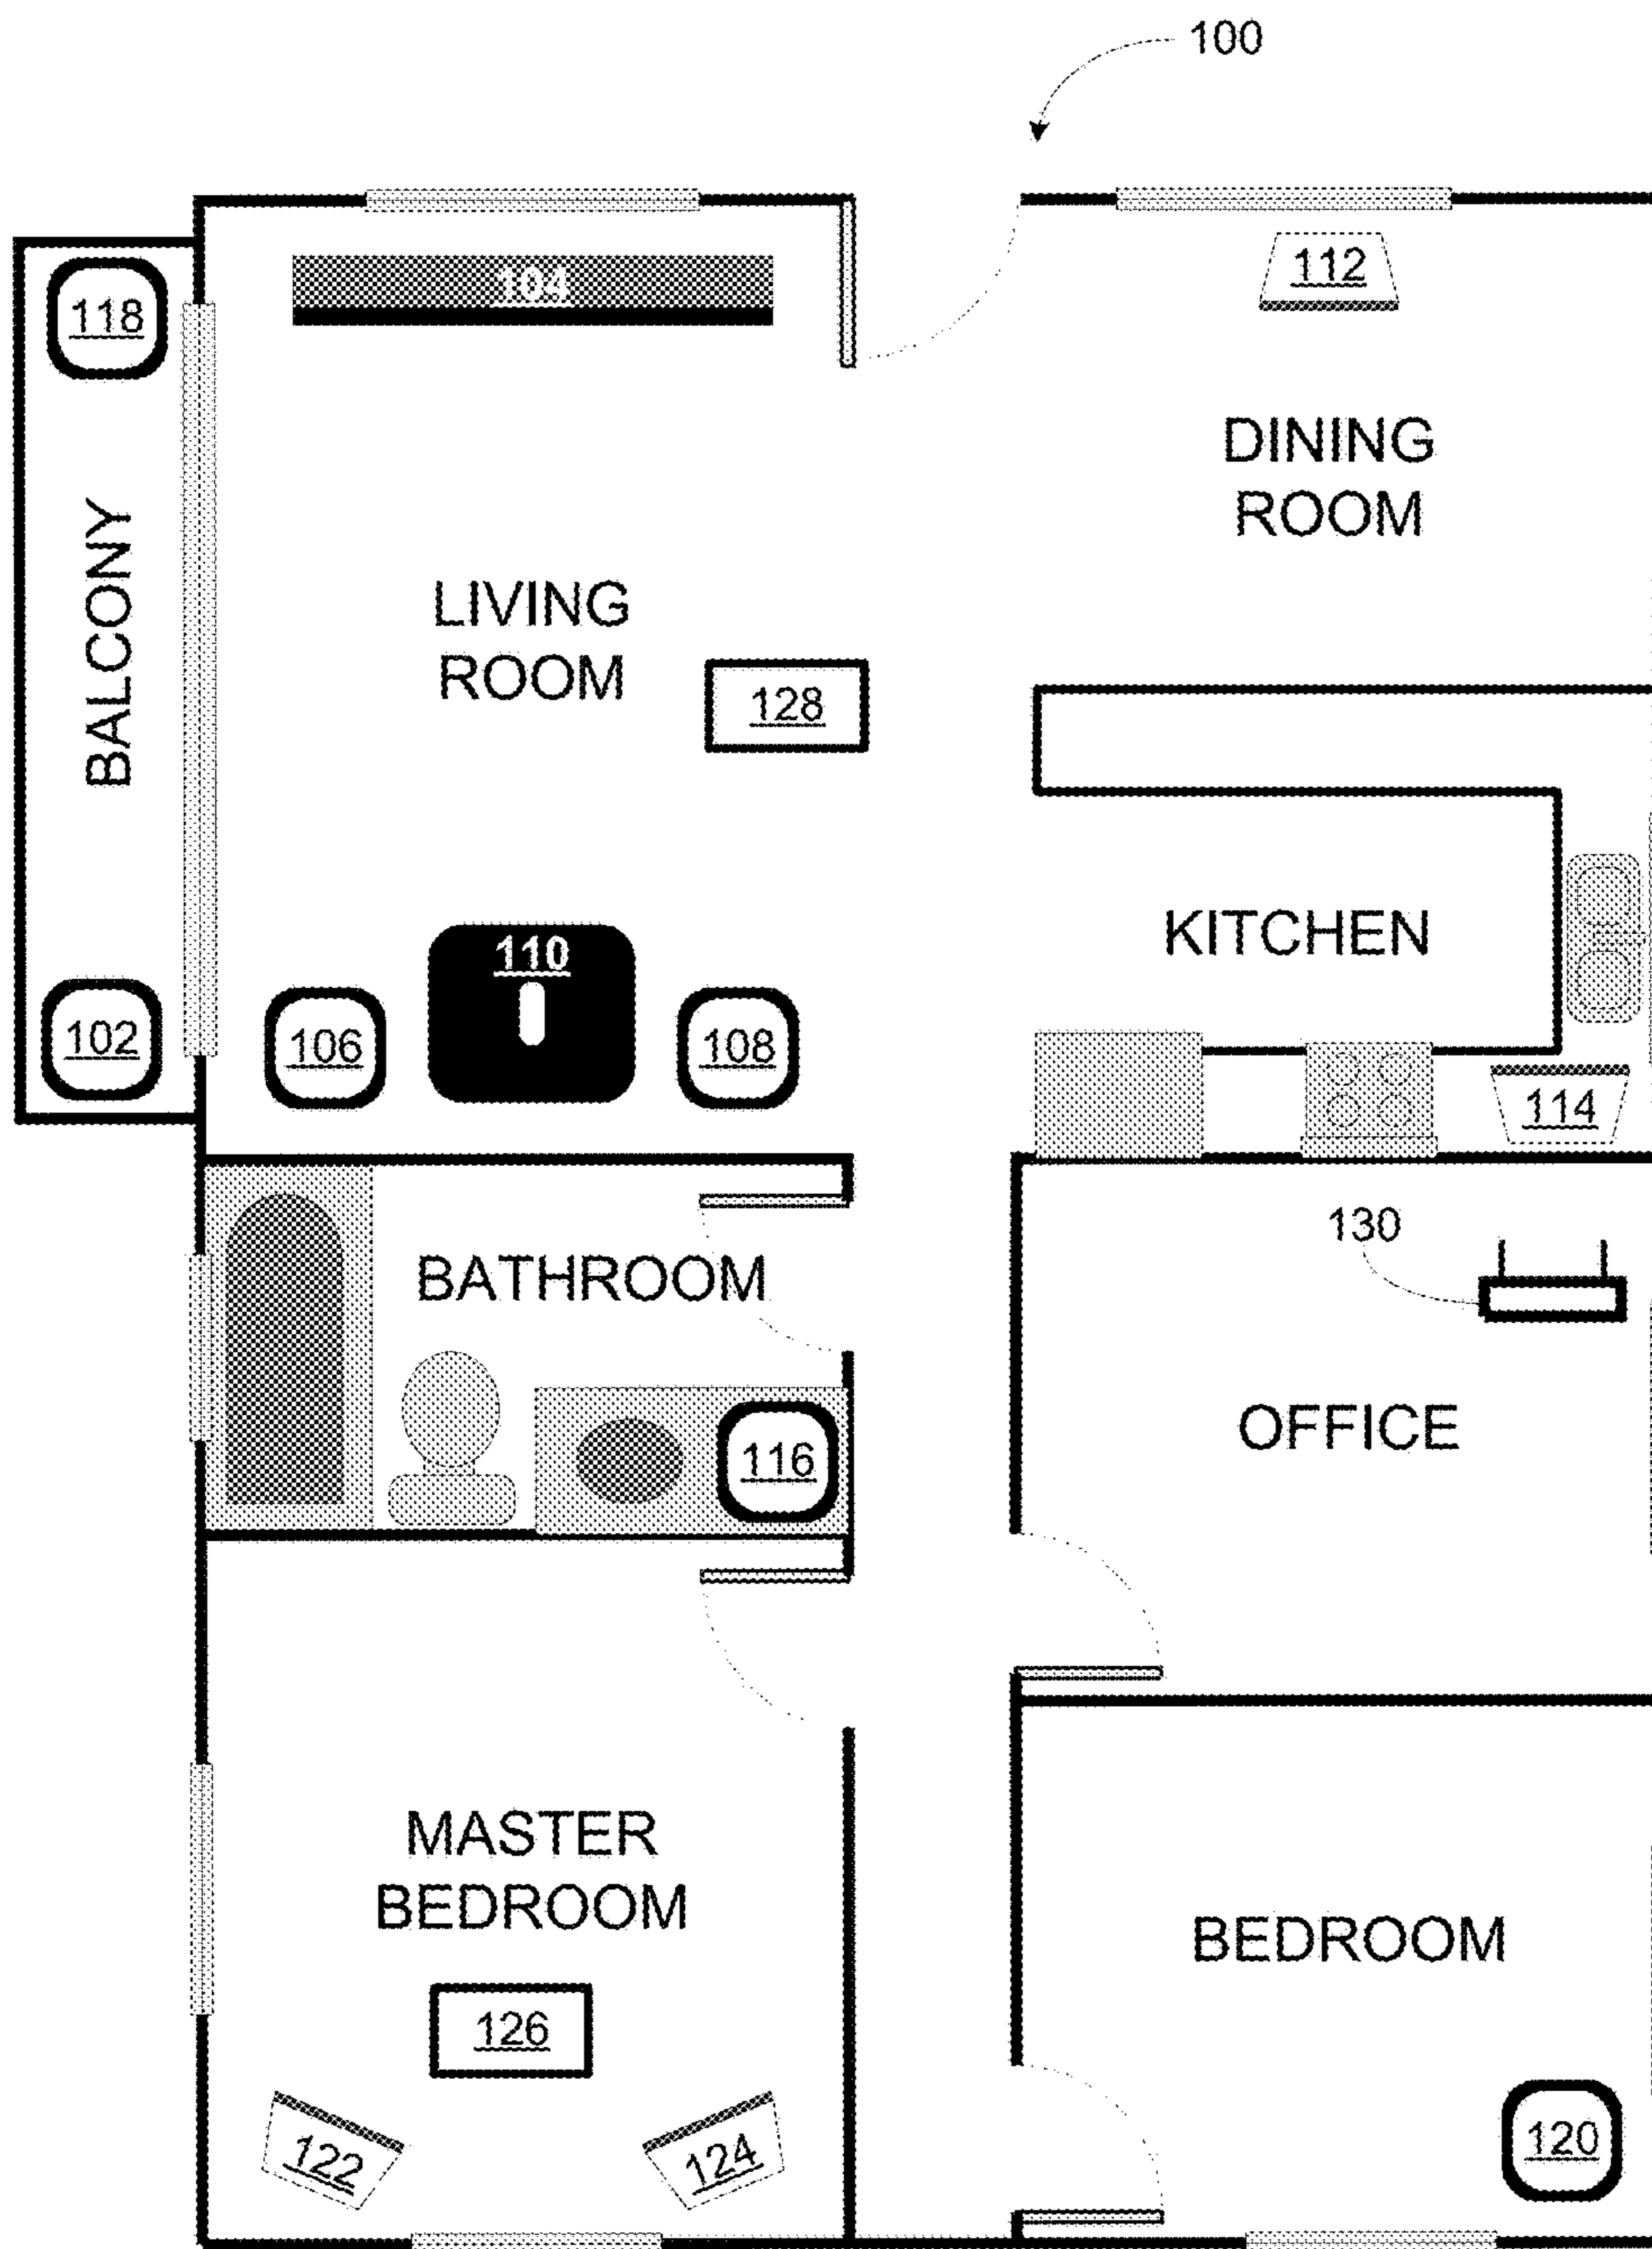 100
104
112
118
DINING
ROOM
BALCONY
LIVING
ROOM
128
KITCHEN
110
102
106
108
114
130
BATHROOM
OFFICE
116
MASTER
BEDROOM
BEDROOM
126
122
124
120